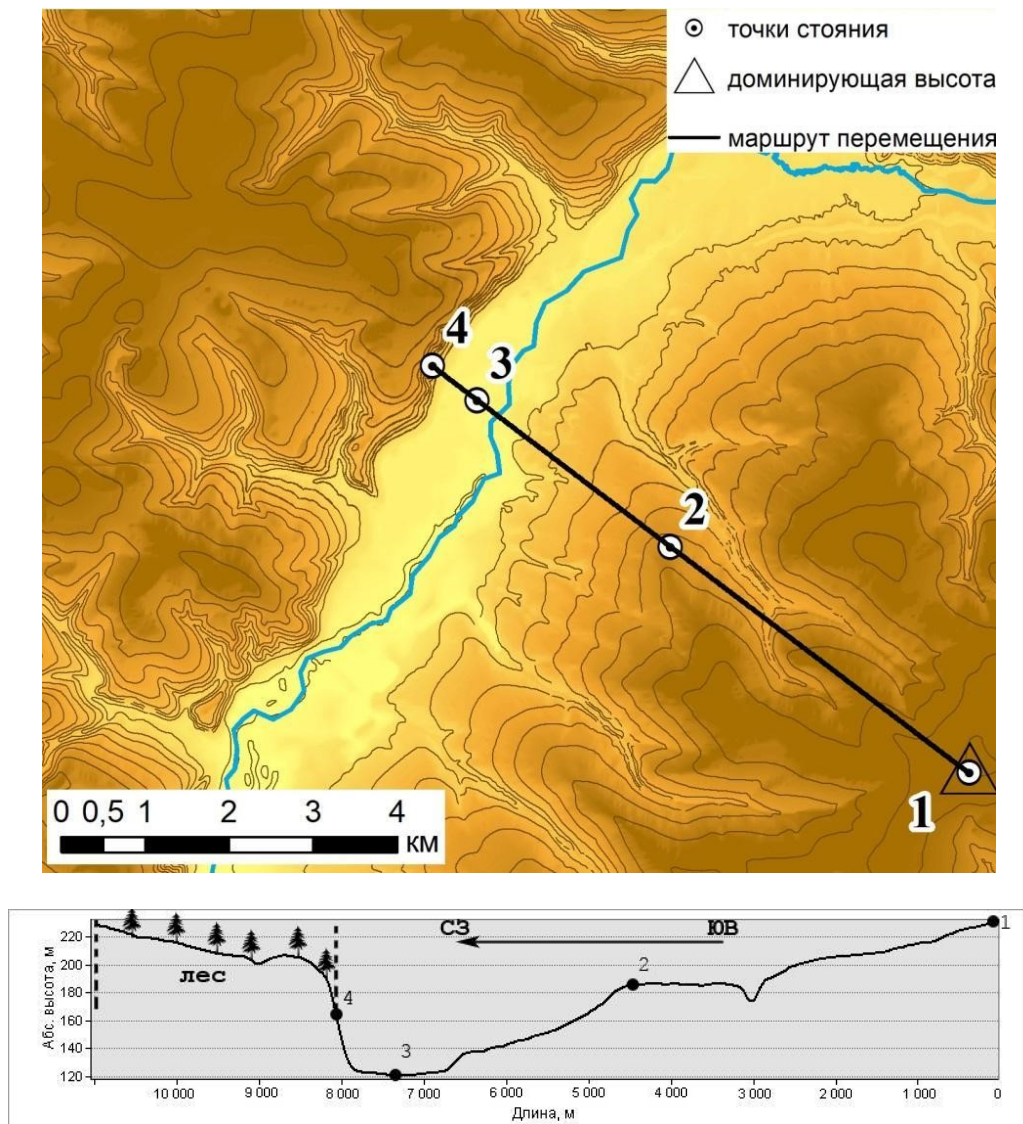 точки стояния
доминирующая высота
маршрут перемещения
4
3
2
1
0 0,5 1 2 3 4
км
СЗ ЮВ
1
220
200
180
160
140
120
Абс. высота, м
лес
2
4
3
10 000 9 000 8 000 7 000 6 000 5 000 4 000 3 000 2 000 1 000 0
Длина, м